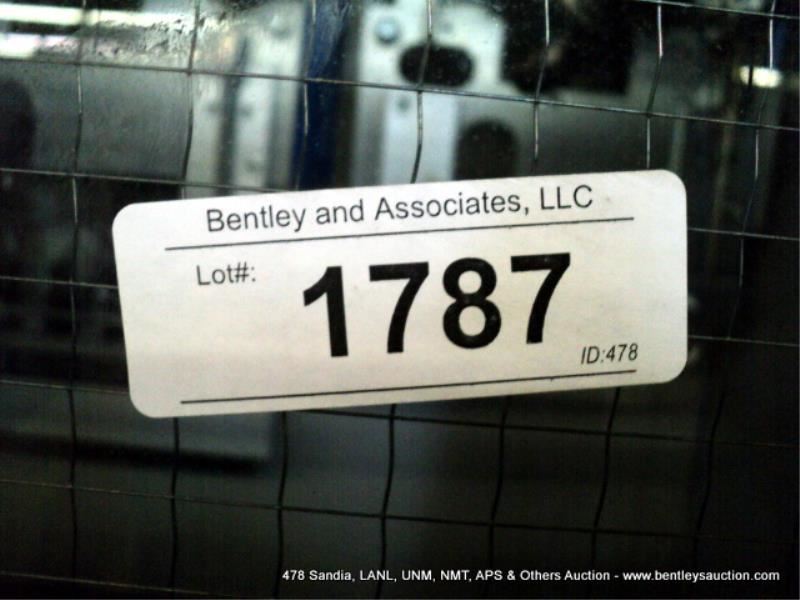 Bentley and Associates, LLC
Lot#:
1787
ID:478
478 Sandia, LANL, UNM, NMT, APS & Others Auction - www.bentleysauction.com